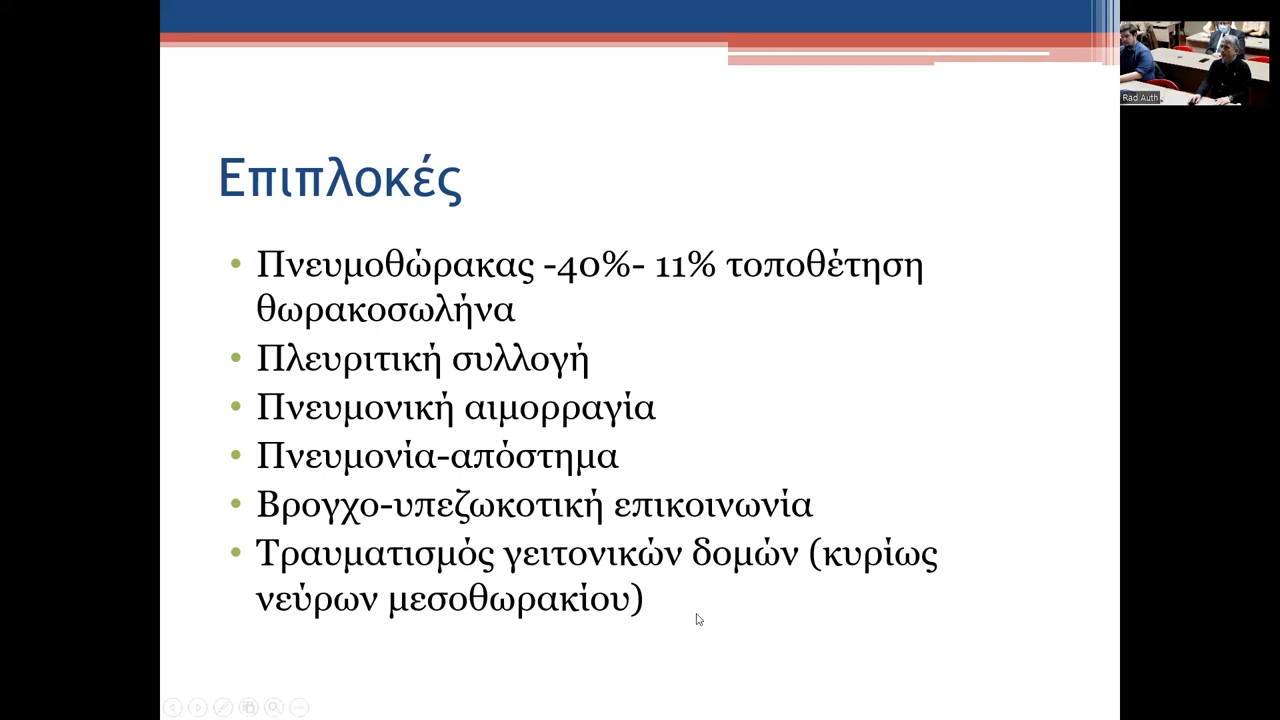 Επιπλοκές
• Πνευμοθώρακας -40%- 11% τοποθέτηση
θωρακοσωλήνα
• Πλευριτική συλλογή
• Πνευμονική αιμορραγία
• Πνευμονία-απόστημα
• Βρογχο-υπεζωκοτική επικοινωνία
• Τραυματισμός γειτονικών δομών (κυρίως
νεύρων μεσοθωρακίου)
Rad Auth